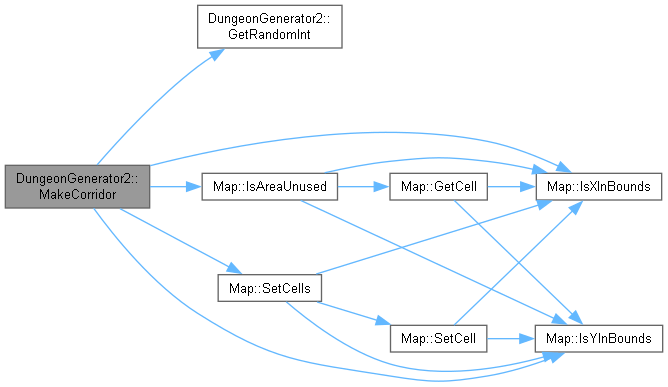 DungeonGenerator2::
GetRandomInt
DungeonGenerator2::
MakeCorridor
Map::IsAreaUnused
Map::GetCell
Map::IsXInBounds
Map::SetCells
Map::SetCell
Map::IsYInBounds